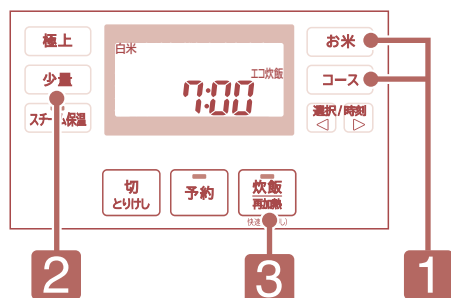 極上
少量
スチーム保温
白米
エコ炊飯
7:00
お米
コース
選択/時刻
切
とりけし
予約
炊飯
再加熱
2
3
1